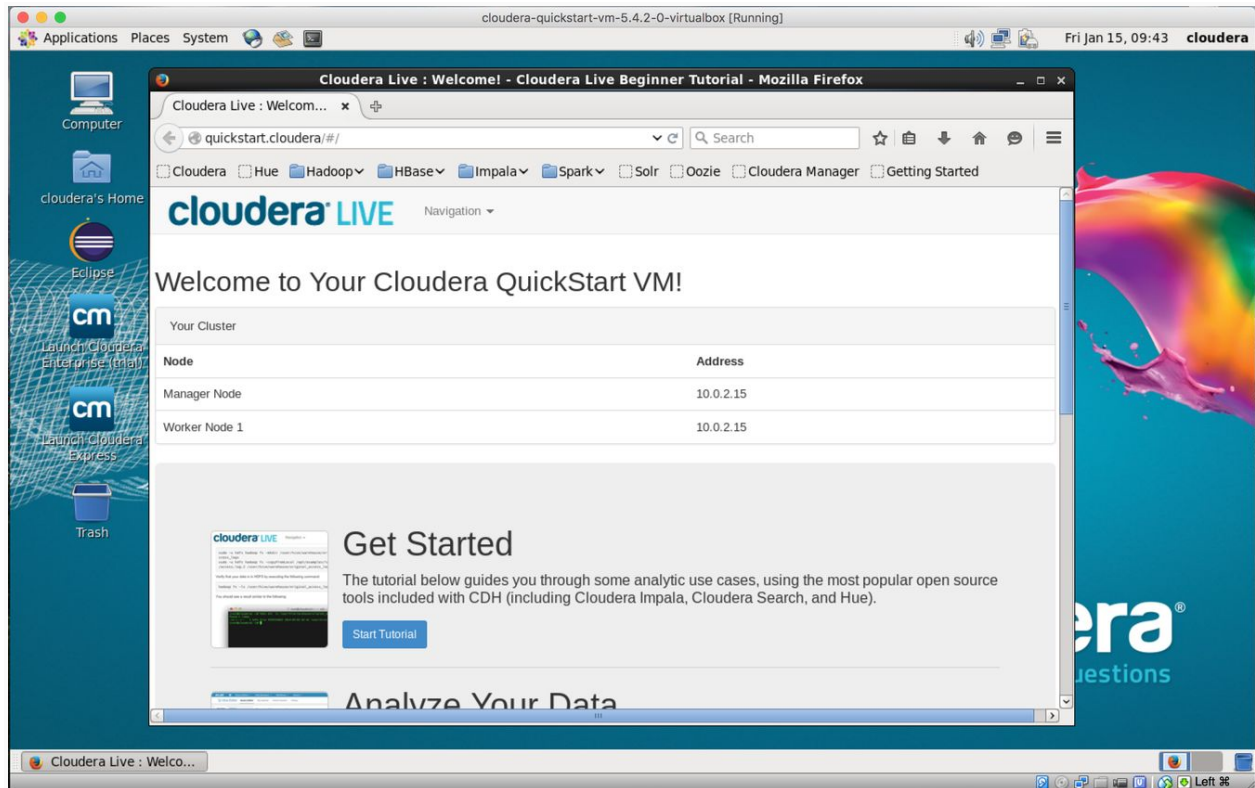 cloudera-quickstart-vm-5.4.2-0-virtualbox [Running]
Applications Places System
Fri Jan 15, 09:43 cloudera
Cloudera Live : Welcome! - Cloudera Live Beginner Tutorial - Mozilla Firefox
Cloudera Live : Welcom...
quickstart.cloudera/#/
Search
Cloudera Hue Hadoop HBase Impala Spark Solr Oozie Cloudera Manager Getting Started
cloudera LIVE
Navigation
Welcome to Your Cloudera QuickStart VM!
Your Cluster
Node Address
Manager Node 10.0.2.15
Worker Node 1 10.0.2.15
cloudera LIVE
Get Started
The tutorial below guides you through some analytic use cases, using the most popular open source
tools included with CDH (including Cloudera Impala, Cloudera Search, and Hue).
Start Tutorial
Analyze Your Data
Computer
cloudera's Home
Eclipse
cm
Launch Cloudera
Enterprise (trial)
cm
Launch Cloudera
Express
Trash
era®
uestions
Cloudera Live : Welco...
Left ⌘